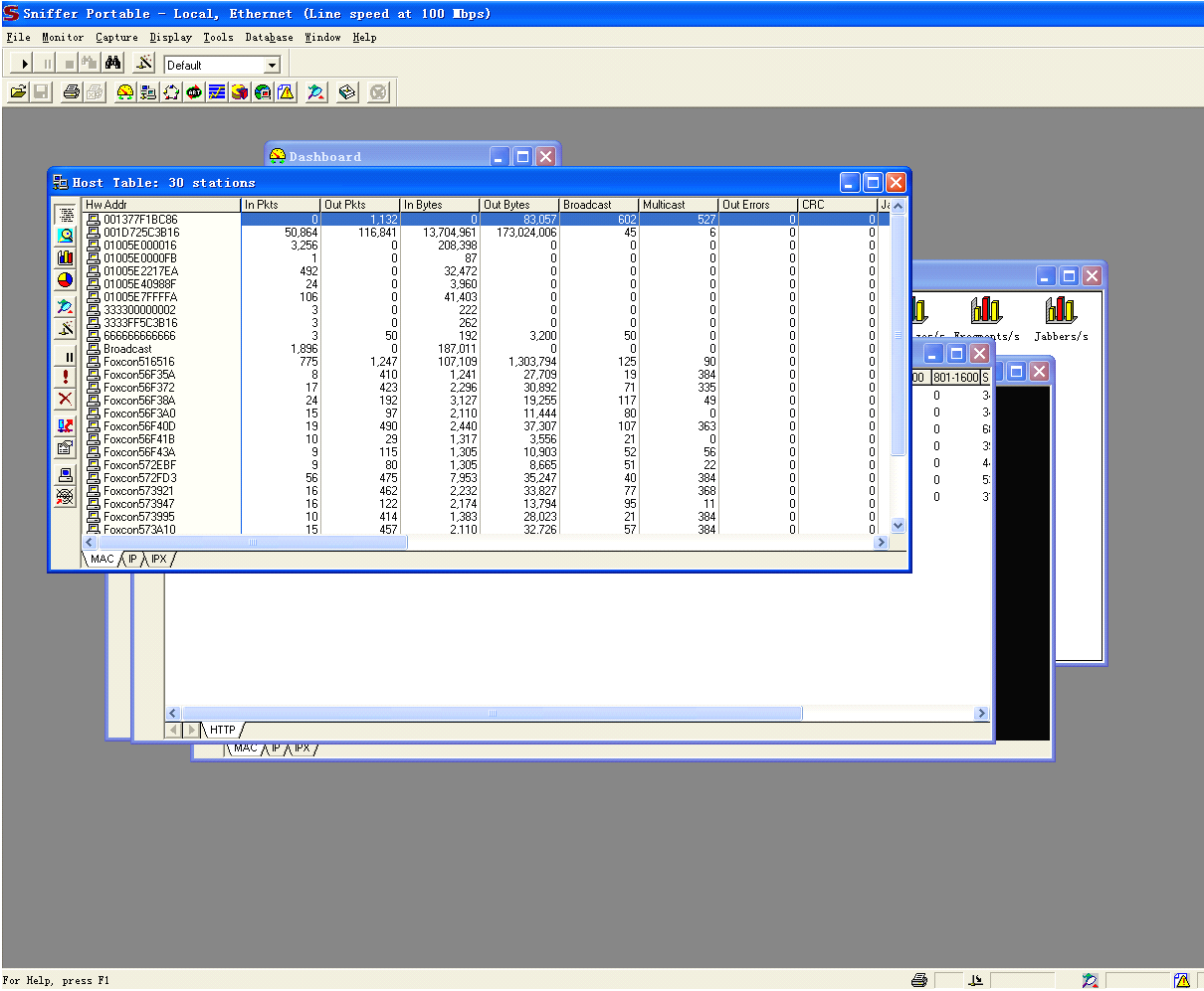 Sniffer Portable - Local, Ethernet (Line speed at 100 Mbps)
File Monitor Capture Display Tools Database Window Help
Default
Dashboard
Host Table: 30 stations
Hw Addr In Pkts Out Pkts In Bytes Out Bytes Broadcast Multicast Out Errors CRC
001377F1BC86 0 1,132 0 83,057 602 527 0 0
001D725C3B16 50,864 116,841 13,704,961 173,024,006 45 6 0 0
01005E000016 3,256 0 208,398 0 0 0 0 0
01005E0000FB 1 0 87 0 0 0 0 0
01005E2217EA 492 0 32,472 0 0 0 0 0
01005E40988F 24 0 3,960 0 0 0 0 0
01005E7FFFFA 106 0 41,403 0 0 0 0 0
333300000002 3 0 222 0 0 0 0 0
3333FF5C3B16 3 0 262 0 0 0 0 0
666666666666 3 50 192 3,200 50 0 0 0
Broadcast 1,896 0 187,011 0 0 0 0 0
Foxcon516516 775 1,247 107,109 1,303,794 125 90 0 0
Foxcon56F35A 8 410 1,241 27,709 19 384 0 0
Foxcon56F372 17 423 2,296 30,892 71 335 0 0
Foxcon56F38A 24 192 3,127 19,255 117 49 0 0
Foxcon56F3A0 15 97 2,110 11,444 80 0 0 0
Foxcon56F40D 19 490 2,440 37,307 107 363 0 0
Foxcon56F41B 10 29 1,317 3,556 21 0 0 0
Foxcon56F43A 9 115 1,305 10,903 52 56 0 0
Foxcon572EBF 9 80 1,305 8,665 51 22 0 0
Foxcon572FD3 56 475 7,953 35,247 40 384 0 0
Foxcon573921 16 462 2,232 33,827 77 368 0 0
Foxcon573947 16 122 2,174 13,794 95 11 0 0
Foxcon573995 10 414 1,383 28,023 21 384 0 0
Foxcon573A10 15 457 2,110 32,726 57 384 0 0
MAC IP IPX
Fragments/s Jabbers/s
801-1600 S
0
0
0
0
0
0
0
HTTP
MAC IP IPX
For Help, press F1